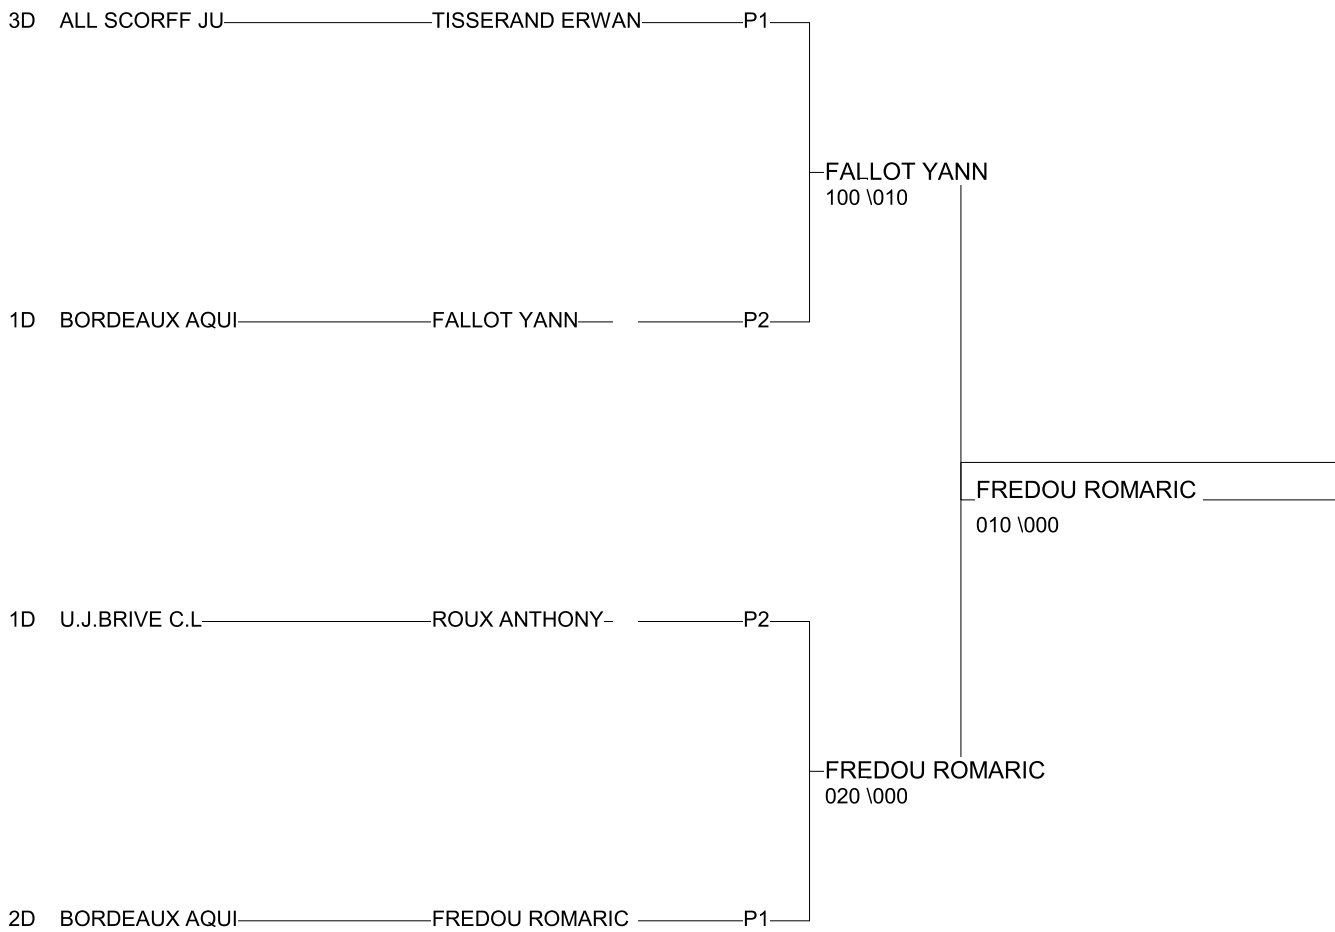 3D ALL SCORFF JU TISSERAND ERWAN P1
FALLOT YANN
100 \010
1D BORDEAUX AQUI FALLOT YANN P2
FREDOU ROMARIC
010 \000
1D U.J.BRIVE C.L ROUX ANTHONY P2
FREDOU ROMARIC
020 \000
2D BORDEAUX AQUI FREDOU ROMARIC P1